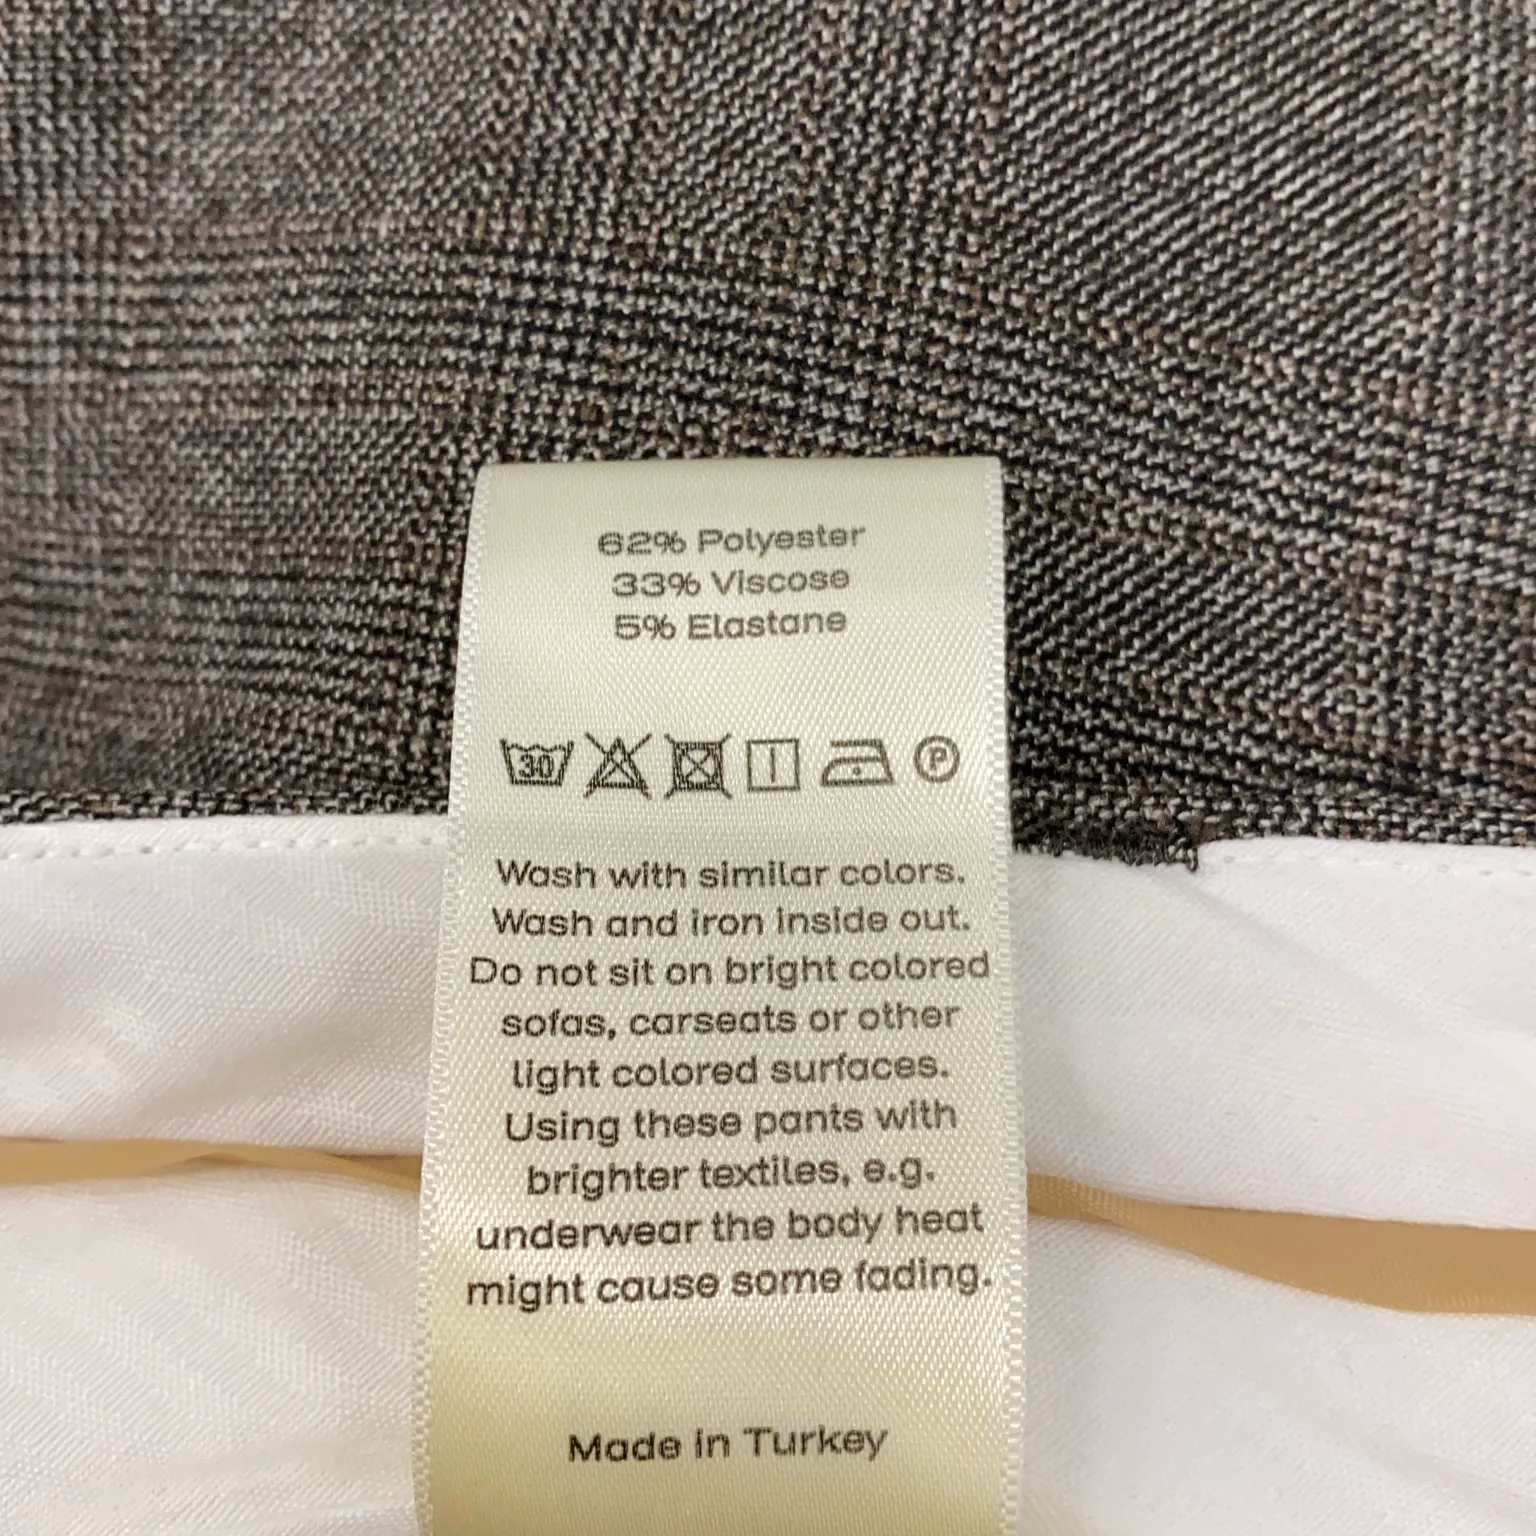 62% Polyester
33% Viscose
5% Elastane
30 P
Wash with similar colors.
Wash and iron inside out.
Do not sit on bright colored
sofas, carseats or other
light colored surfaces.
Using these pants with
brighter textiles, e.g.
underwear the body heat
might cause some fading.
Made in Turkey